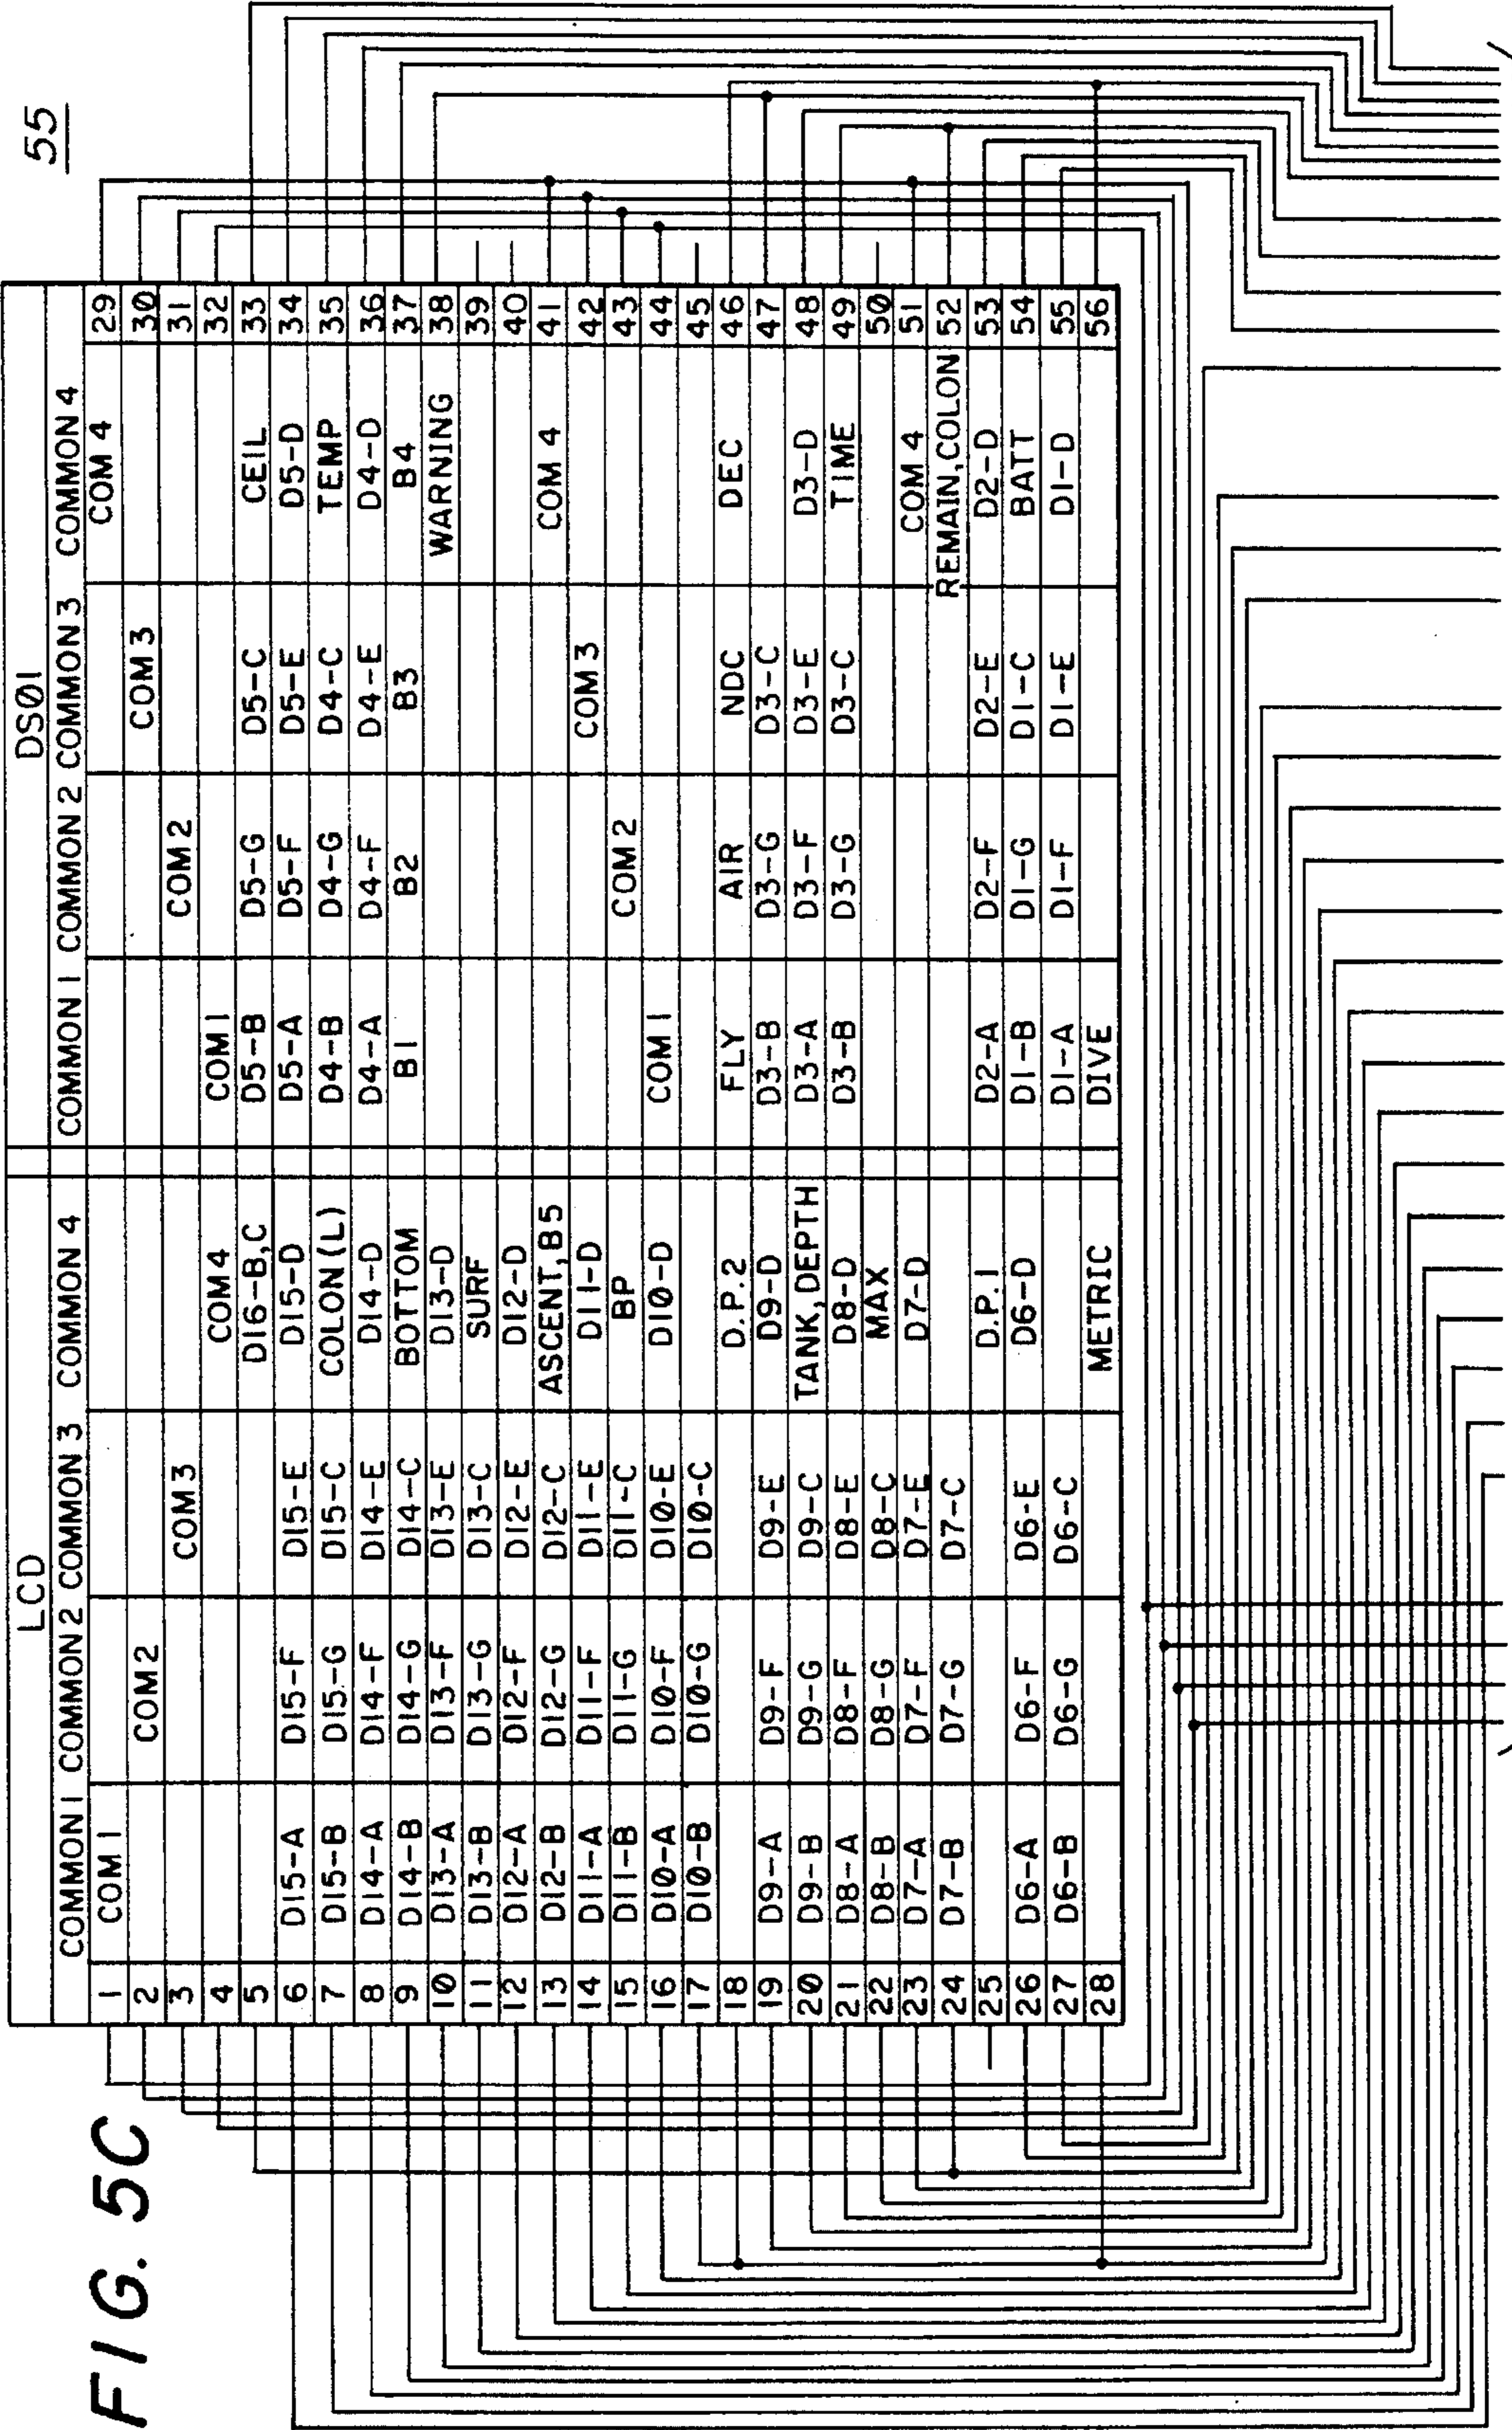 FIG. 5C
55
LCD DS01
COMMON 1 COMMON 2 COMMON 3 COMMON 4 COMMON 1 COMMON 2 COMMON 3 COMMON 4
1 COM 1 COM 4 29
2 COM 2 COM 3 30
3 COM 3 COM 2 31
4 COM 4 COM 1 32
5 D16-B,C D5-B D5-G D5-C CEIL 33
6 D15-A D15-F D15-E D15-D D5-A D5-F D5-E D5-D 34
7 D15-B D15-G D15-C COLON(L) D4-B D4-G D4-C TEMP 35
8 D14-A D14-F D14-E D14-D D4-A D4-F D4-E D4-D 36
9 D14-B D14-G D14-C BOTTOM B1 B2 B3 B4 37
10 D13-A D13-F D13-E D13-D WARNING 38
11 D13-B D13-G D13-C SURF 39
12 D12-A D12-F D12-E D12-D 40
13 D12-B D12-G D12-C ASCENT,B5 COM 4 41
14 D11-A D11-F D11-E D11-D COM 3 42
15 D11-B D11-G D11-C BP COM 2 43
16 D10-A D10-F D10-E D10-D COM 1 44
17 D10-B D10-G D10-C 45
18 D.P.2 FLY AIR NDC DEC 46
19 D9-A D9-F D9-E D9-D D3-B D3-G D3-C 47
20 D9-B D9-G D9-C TANK,DEPTH D3-A D3-F D3-E D3-D 48
21 D8-A D8-F D8-E D8-D D3-B D3-G D3-C TIME 49
22 D8-B D8-G D8-C MAX 50
23 D7-A D7-F D7-E D7-D COM 4 51
24 D7-B D7-G D7-C REMAIN,COLON 52
25 D.P.1 D2-A D2-F D2-E D2-D 53
26 D6-A D6-F D6-E D6-D D1-B D1-G D1-C BATT 54
27 D6-B D6-G D6-C D1-A D1-F D1-E D1-D 55
28 METRIC DIVE 56